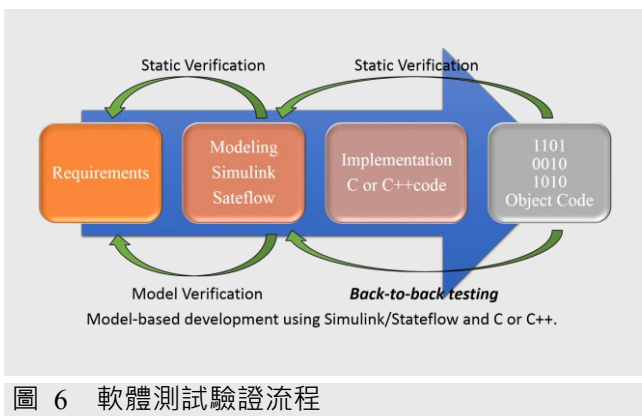 Static Verification
Static Verification
Requirements
Modeling
Simulink
Sateflow
Implementation
C or C++code
1101
0010
1010
Object Code
Model Verification
Back-to-back testing
Model-based development using Simulink/Stateflow and C or C++.
圖 6 軟體測試驗證流程